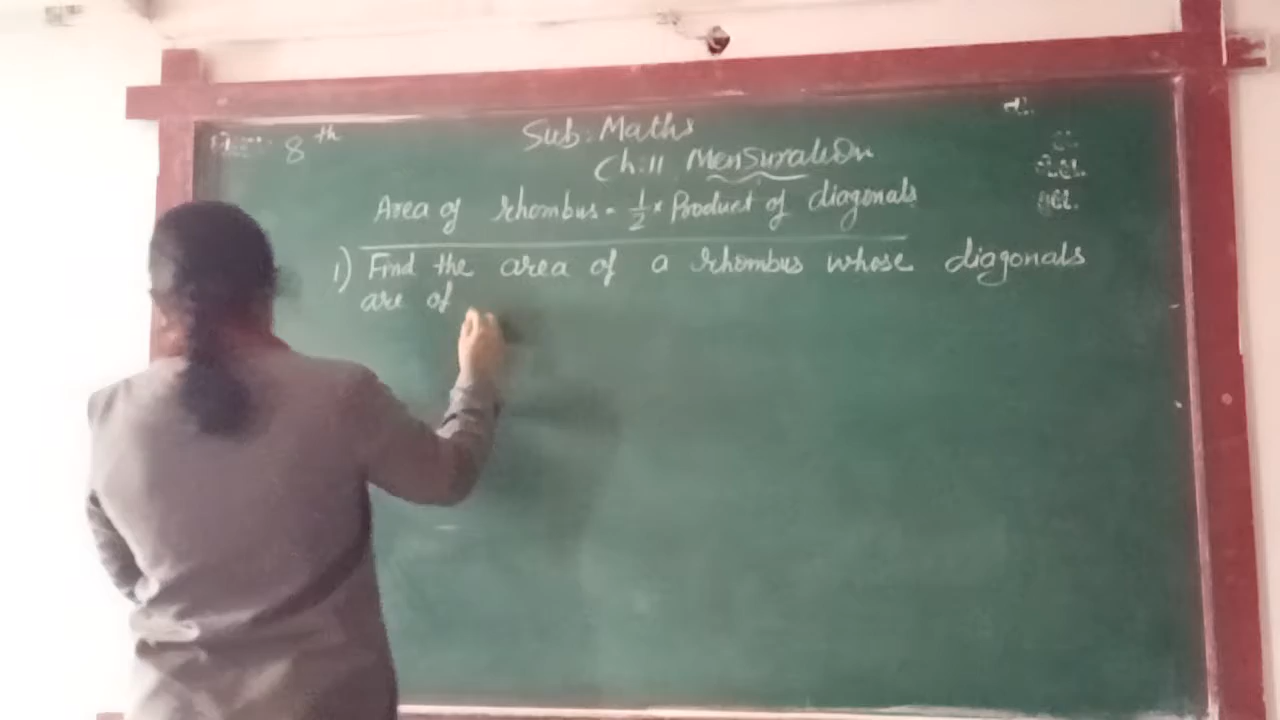 8th
Sub: Maths
Ch:11 Mensuration
Area of rhombus = 1/2 × Product of diagonals
1) Find the area of a rhombus whose diagonals
are of